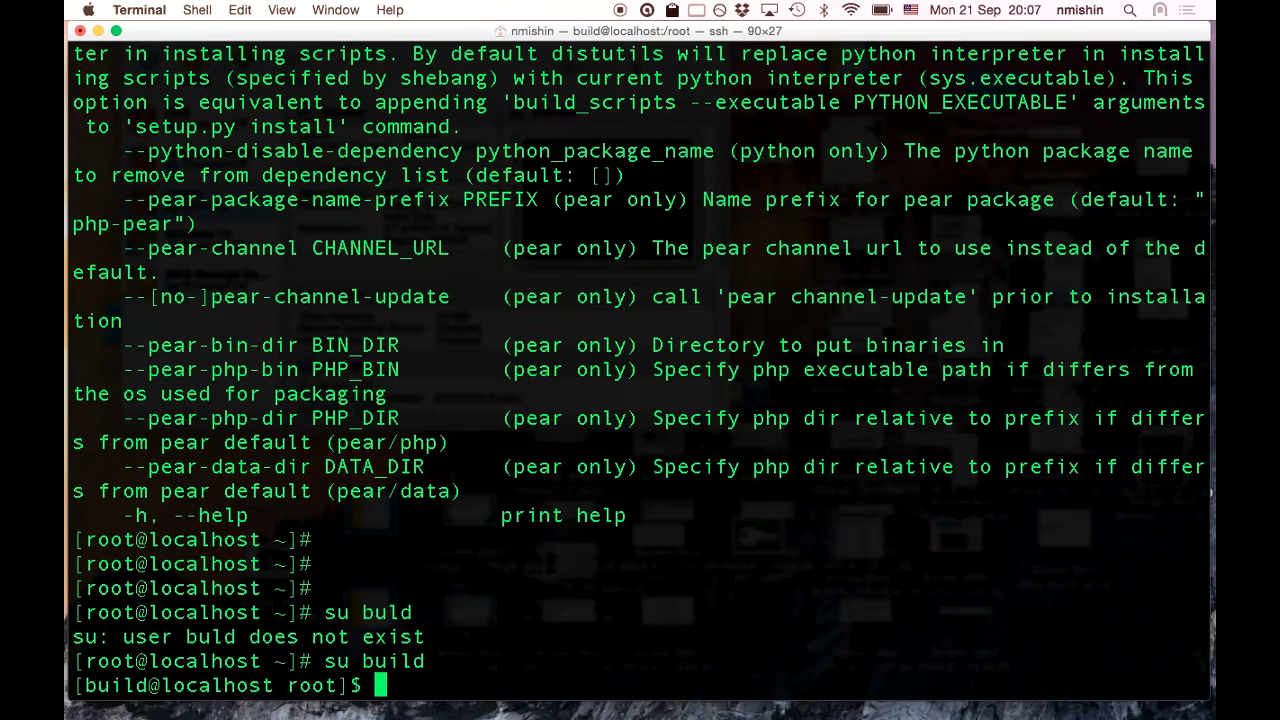 Terminal Shell Edit View Window Help Mon 21 Sep 20:07 nmishin
nmishin — build@localhost:/root — ssh — 90×27
ter in installing scripts. By default distutils will replace python interpreter in install
ing scripts (specified by shebang) with current python interpreter (sys.executable). This
option is equivalent to appending 'build_scripts --executable PYTHON_EXECUTABLE' arguments
 to 'setup.py install' command.
    --python-disable-dependency python_package_name (python only) The python package name
to remove from dependency list (default: [])
    --pear-package-name-prefix PREFIX (pear only) Name prefix for pear package (default: "
php-pear")
    --pear-channel CHANNEL_URL    (pear only) The pear channel url to use instead of the d
efault.
    --[no-]pear-channel-update    (pear only) call 'pear channel-update' prior to installa
tion
    --pear-bin-dir BIN_DIR        (pear only) Directory to put binaries in
    --pear-php-bin PHP_BIN        (pear only) Specify php executable path if differs from
the os used for packaging
    --pear-php-dir PHP_DIR        (pear only) Specify php dir relative to prefix if differ
s from pear default (pear/php)
    --pear-data-dir DATA_DIR      (pear only) Specify php dir relative to prefix if differ
s from pear default (pear/data)
    -h, --help                    print help
[root@localhost ~]#
[root@localhost ~]#
[root@localhost ~]#
[root@localhost ~]# su buld
su: user buld does not exist
[root@localhost ~]# su build
[build@localhost root]$